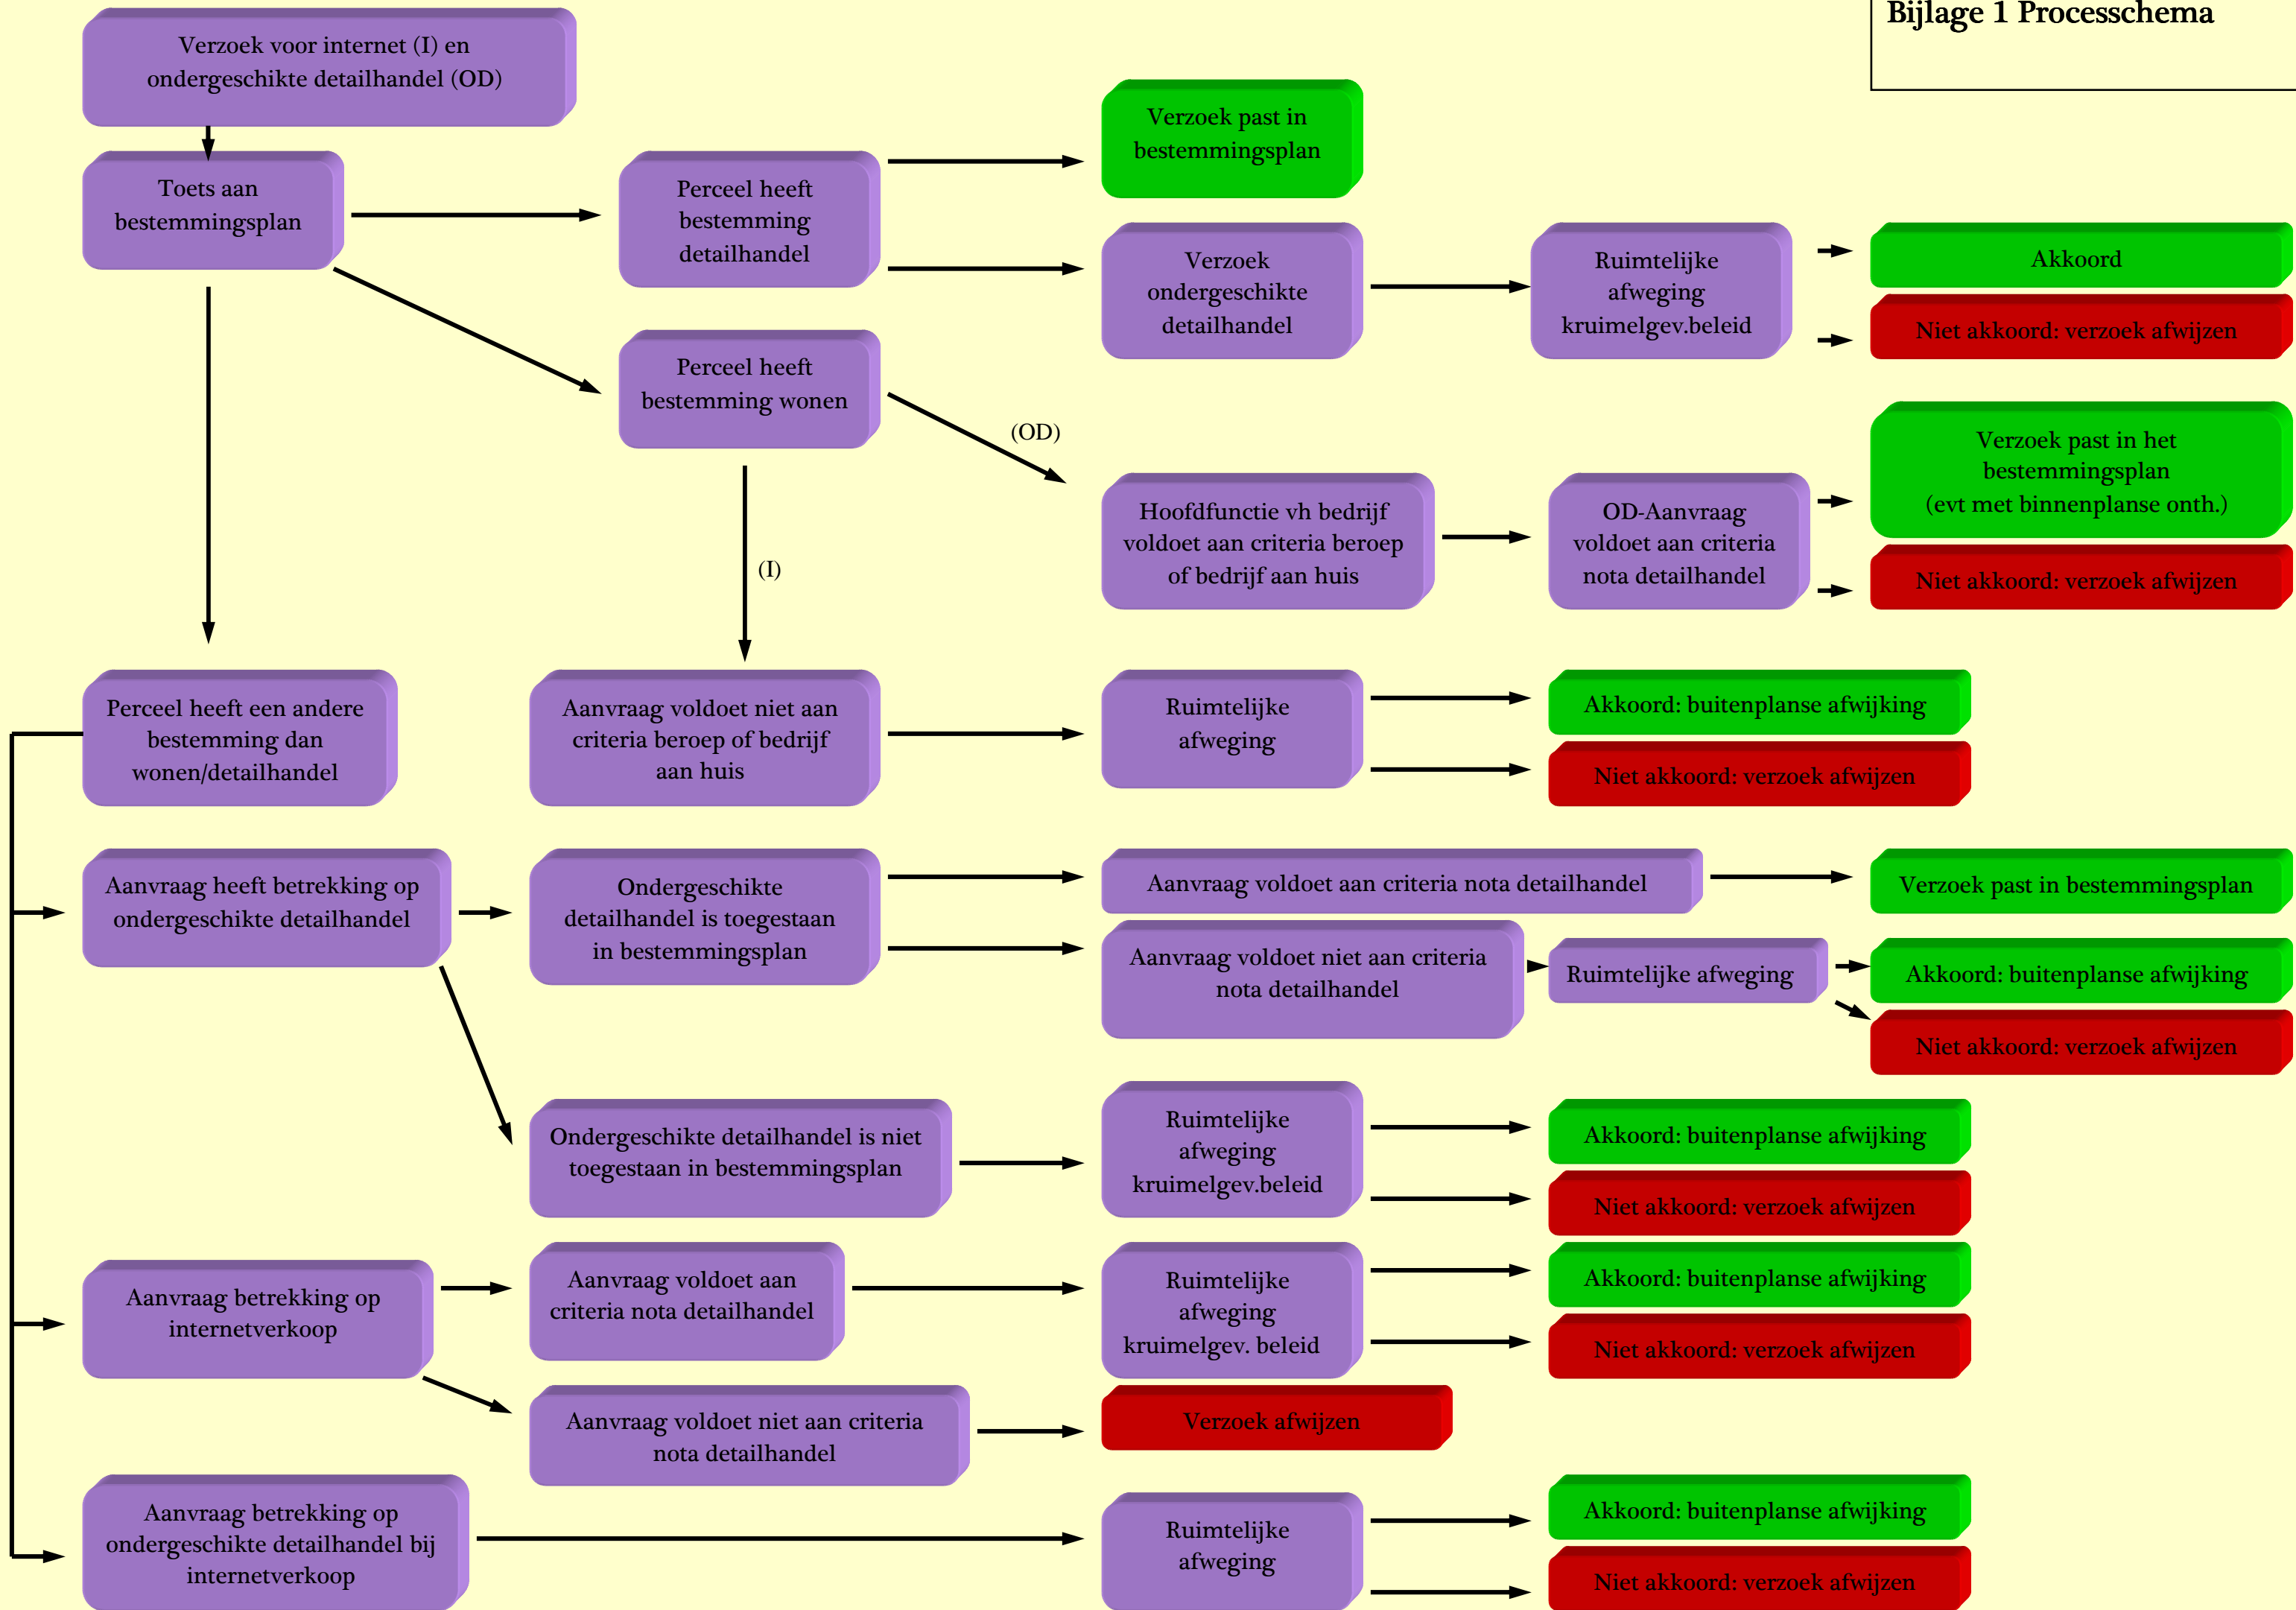 Bijlage 1 Processchema
Verzoek voor internet (I) en
ondergeschikte detailhandel (OD)
Toets aan
bestemmingsplan
Perceel heeft
bestemming
detailhandel
Verzoek past in
bestemmingsplan
Verzoek
ondergeschikte
detailhandel
Ruimtelijke
afweging
kruimelgev.beleid
Akkoord
Niet akkoord: verzoek afwijzen
Perceel heeft
bestemming wonen
(OD)
(I)
Hoofdfunctie vh bedrijf
voldoet aan criteria beroep
of bedrijf aan huis
OD-Aanvraag
voldoet aan criteria
nota detailhandel
Verzoek past in het
bestemmingsplan
(evt met binnenplanse onth.)
Niet akkoord: verzoek afwijzen
Perceel heeft een andere
bestemming dan
wonen/detailhandel
Aanvraag voldoet niet aan
criteria beroep of bedrijf
aan huis
Ruimtelijke
afweging
Akkoord: buitenplanse afwijking
Niet akkoord: verzoek afwijzen
Aanvraag heeft betrekking op
ondergeschikte detailhandel
Ondergeschikte
detailhandel is toegestaan
in bestemmingsplan
Aanvraag voldoet aan criteria nota detailhandel
Verzoek past in bestemmingsplan
Aanvraag voldoet niet aan criteria
nota detailhandel
Ruimtelijke afweging
Akkoord: buitenplanse afwijking
Niet akkoord: verzoek afwijzen
Ondergeschikte detailhandel is niet
toegestaan in bestemmingsplan
Ruimtelijke
afweging
kruimelgev.beleid
Akkoord: buitenplanse afwijking
Niet akkoord: verzoek afwijzen
Aanvraag betrekking op
internetverkoop
Aanvraag voldoet aan
criteria nota detailhandel
Ruimtelijke
afweging
kruimelgev. beleid
Akkoord: buitenplanse afwijking
Niet akkoord: verzoek afwijzen
Aanvraag voldoet niet aan criteria
nota detailhandel
Verzoek afwijzen
Aanvraag betrekking op
ondergeschikte detailhandel bij
internetverkoop
Ruimtelijke
afweging
Akkoord: buitenplanse afwijking
Niet akkoord: verzoek afwijzen